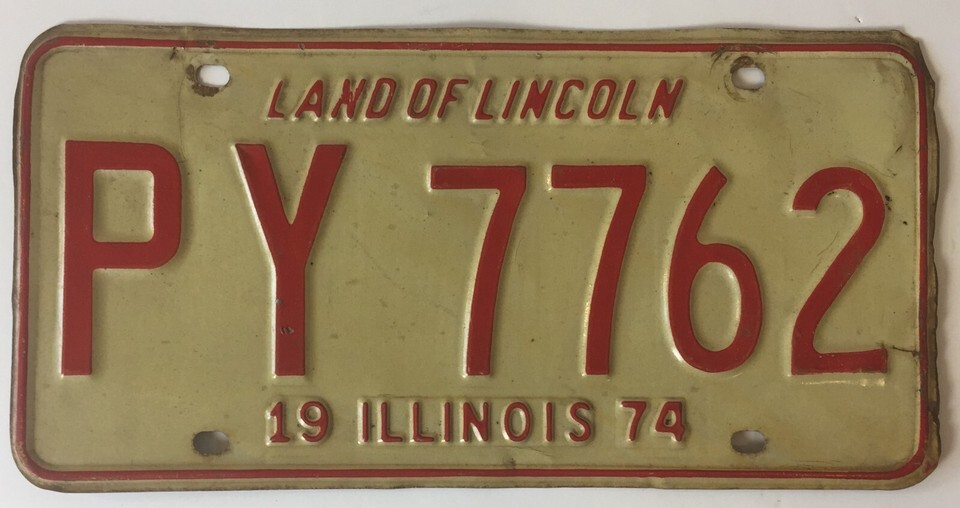 LAND OF LINCOLN
PY 7762
19 ILLINOIS 74